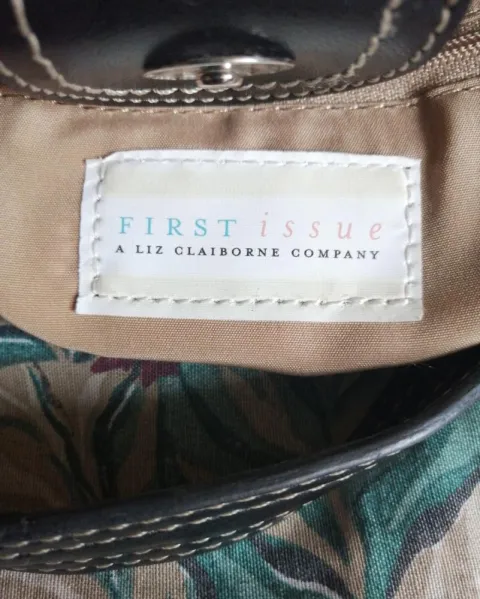 FIRST issue
A LIZ CLAIBORNE COMPANY